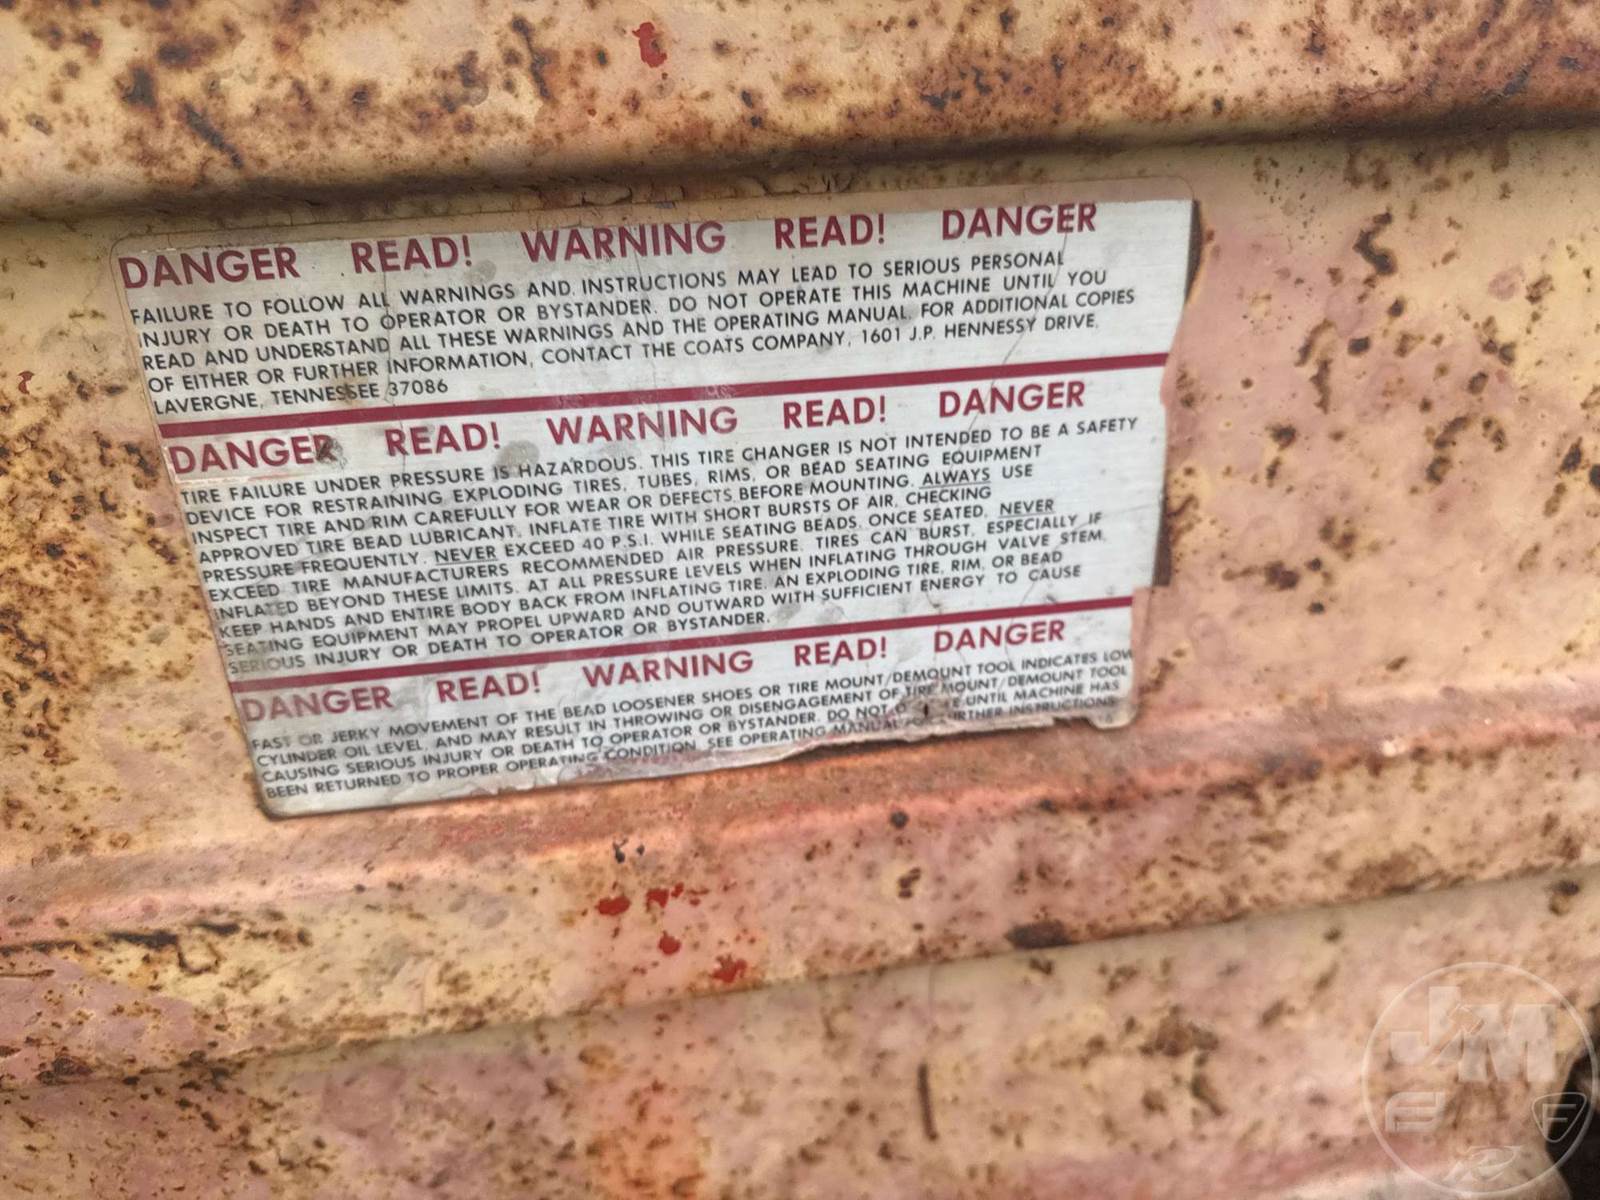 DANGER READ! WARNING READ! DANGER
FAILURE TO FOLLOW ALL WARNINGS AND INSTRUCTIONS MAY LEAD TO SERIOUS PERSONAL
INJURY OR DEATH TO OPERATOR OR BYSTANDER. DO NOT OPERATE THIS MACHINE UNTIL YOU
READ AND UNDERSTAND ALL THESE WARNINGS AND THE OPERATING MANUAL. FOR ADDITIONAL COPIES
OF EITHER OR FURTHER INFORMATION, CONTACT THE COATS COMPANY, 1601 J.P. HENNESSY DRIVE,
LAVERGNE, TENNESSEE 37086
DANGER READ! WARNING READ! DANGER
TIRE FAILURE UNDER PRESSURE IS HAZARDOUS. THIS TIRE CHANGER IS NOT INTENDED TO BE A SAFETY
DEVICE FOR RESTRAINING EXPLODING TIRES, TUBES, RIMS, OR BEAD SEATING EQUIPMENT
INSPECT TIRE AND RIM CAREFULLY FOR WEAR OR DEFECTS BEFORE MOUNTING. ALWAYS USE
APPROVED TIRE BEAD LUBRICANT. INFLATE TIRE WITH SHORT BURSTS OF AIR, CHECKING
PRESSURE FREQUENTLY. NEVER EXCEED 40 P.S.I. WHILE SEATING BEADS. ONCE SEATED, NEVER
EXCEED TIRE MANUFACTURERS RECOMMENDED AIR PRESSURE. TIRES CAN BURST, ESPECIALLY IF
INFLATED BEYOND THESE LIMITS. AT ALL PRESSURE LEVELS WHEN INFLATING THROUGH VALVE STEM,
KEEP HANDS AND ENTIRE BODY BACK FROM INFLATING TIRE. AN EXPLODING TIRE, RIM, OR BEAD
SEATING EQUIPMENT MAY PROPEL UPWARD AND OUTWARD WITH SUFFICIENT ENERGY TO CAUSE
SERIOUS INJURY OR DEATH TO OPERATOR OR BYSTANDER.
DANGER READ! WARNING READ! DANGER
FAST OR JERKY MOVEMENT OF THE BEAD LOOSENER SHOES OR TIRE MOUNT/DEMOUNT TOOL INDICATES LOW
CYLINDER OIL LEVEL, AND MAY RESULT IN THROWING OR DISENGAGEMENT OF TIRE MOUNT/DEMOUNT TOOL
CAUSING SERIOUS INJURY OR DEATH TO OPERATOR OR BYSTANDER. DO NOT UNTIL MACHINE HAS
BEEN RETURNED TO PROPER OPERATING CONDITION. SEE OPERATING MANUAL FURTHER INSTRUCTIONS
JM